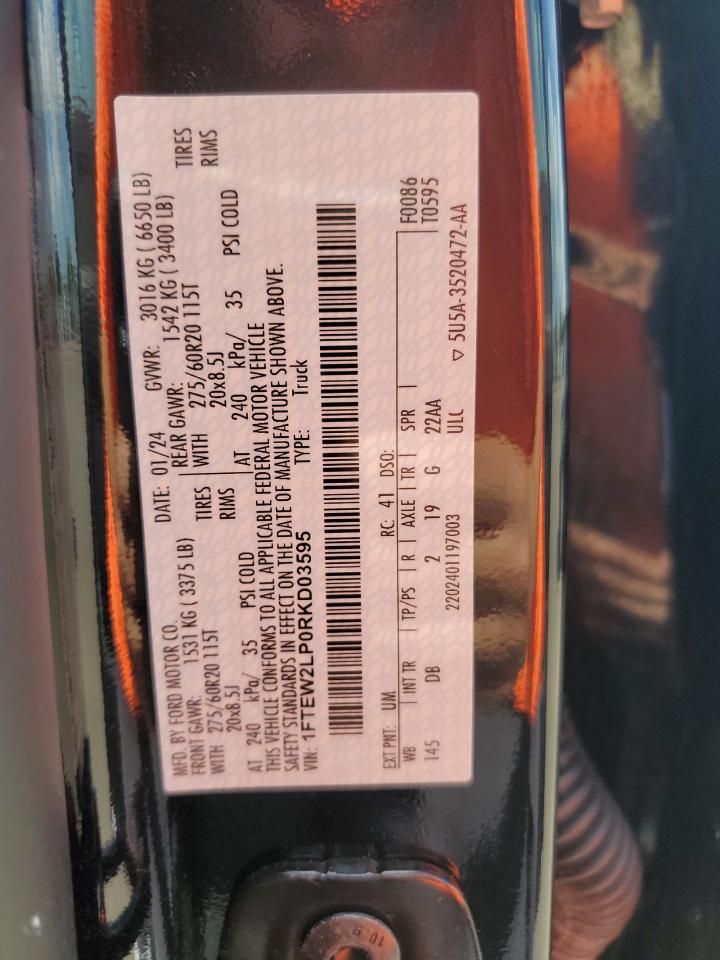 MFD. BY FORD MOTOR CO.
DATE: 01/24
GVWR: 3016 KG ( 6650 LB)
FRONT GAWR: 1531 KG ( 3375 LB)
REAR GAWR: 1542 KG ( 3400 LB)
WITH 275/60R20 115T TIRES
WITH 275/60R20 115T TIRES
20x8.5J RIMS
20x8.5J RIMS
AT 240 kPa/ 35 PSI COLD
AT 240 kPa/ 35 PSI COLD
THIS VEHICLE CONFORMS TO ALL APPLICABLE FEDERAL MOTOR VEHICLE
SAFETY STANDARDS IN EFFECT ON THE DATE OF MANUFACTURE SHOWN ABOVE.
VIN: 1FTEW2LP0RKD03595
TYPE: Truck
EXT PNT: UM RC: 41 DSO:
WB INT TR TP/PS R AXLE TR SPR F0086
145 DB 2 19 G 22AA T0595
2202401197003 ULL
5U5A-3520472-AA
10.9